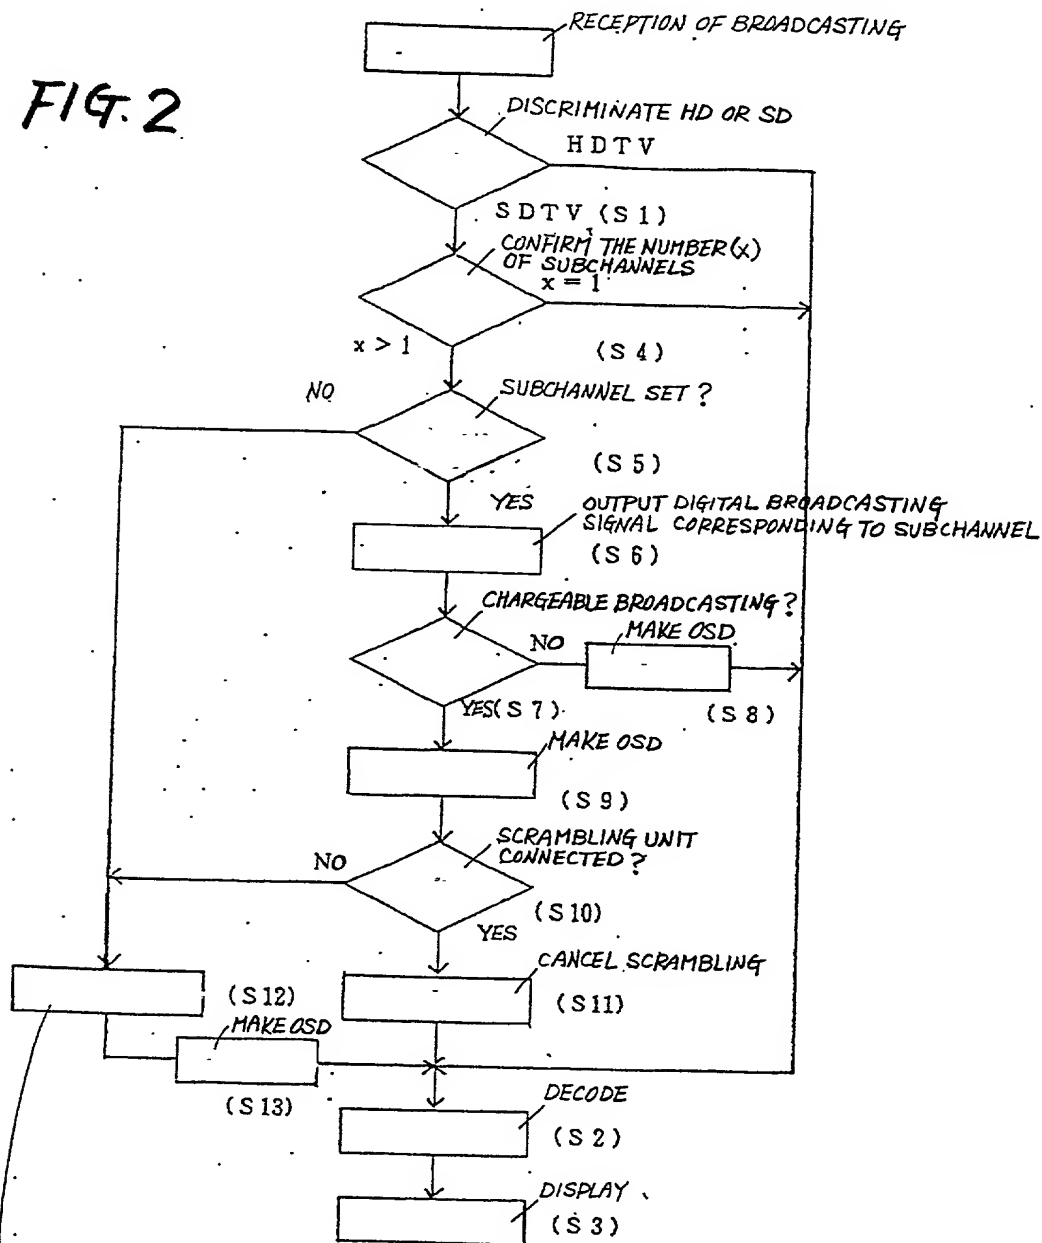 RECEPTION OF BROADCASTING
FIG. 2
DISCRIMINATE HD OR SD
HDTV
SDTV (S1)
CONFIRM THE NUMBER(x)
OF SUBCHANNELS
x = 1
x > 1
(S4)
NO
SUBCHANNEL SET?
(S5)
YES
OUTPUT DIGITAL BROADCASTING
SIGNAL CORRESPONDING TO SUBCHANNEL
(S6)
CHARGEABLE BROADCASTING?
NO
MAKE OSD
YES(S7)
(S8)
MAKE OSD
(S9)
SCRAMBLING UNIT
CONNECTED?
NO
(S10)
YES
CANCEL SCRAMBLING
(S12)
(S11)
MAKE OSD
(S13)
DECODE
(S2)
DISPLAY
(S3)